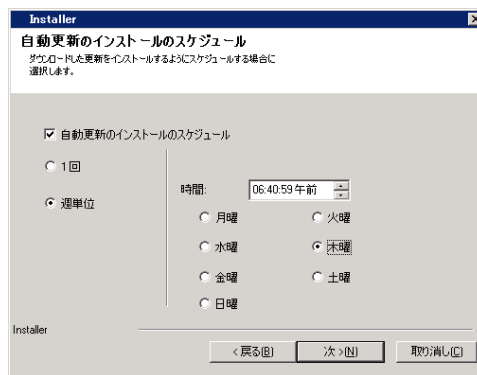 Installer
自動更新のインストールのスケジュール
ダウンロードした更新をインストールするようにスケジュールする場合に
選択します。
自動更新のインストールのスケジュール
1回
週単位
時間: 06:40:59 午前
月曜 火曜
水曜 木曜
金曜 土曜
日曜
Installer
< 戻る(B) 次 >(N) 取り消し(C)